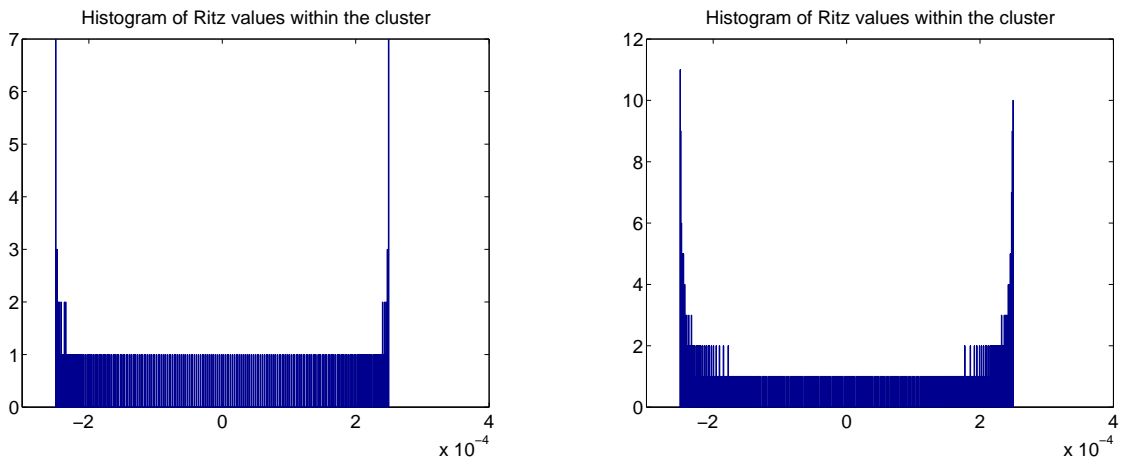 Histogram of Ritz values within the cluster
7
6
5
4
3
2
1
0
−2 0 2 4
x 10^-4
Histogram of Ritz values within the cluster
12
10
8
6
4
2
0
−2 0 2 4
x 10^-4